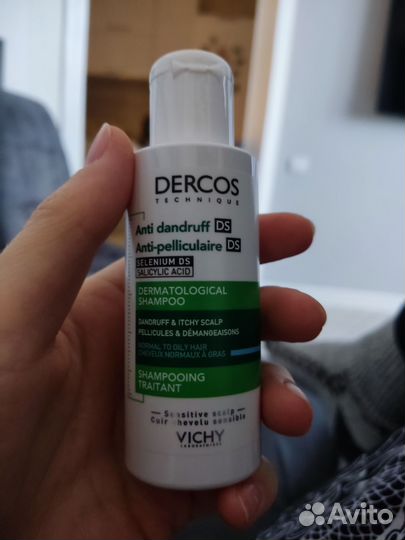 DERCOS
TECHNIQUE
Anti dandruff DS
Anti-pelliculaire DS
SELENIUM DS
SALICYLIC ACID
DERMATOLOGICAL
SHAMPOO
DANDRUFF & ITCHY SCALP
PELLICULES & DÉMANGEAISONS
NORMAL TO OILY HAIR
CHEVEUX NORMAUX À GRAS
SHAMPOOING
TRAITANT
Sensitive scalp
Cuir chevelu sensible
VICHY
LABORATOIRES
Avito